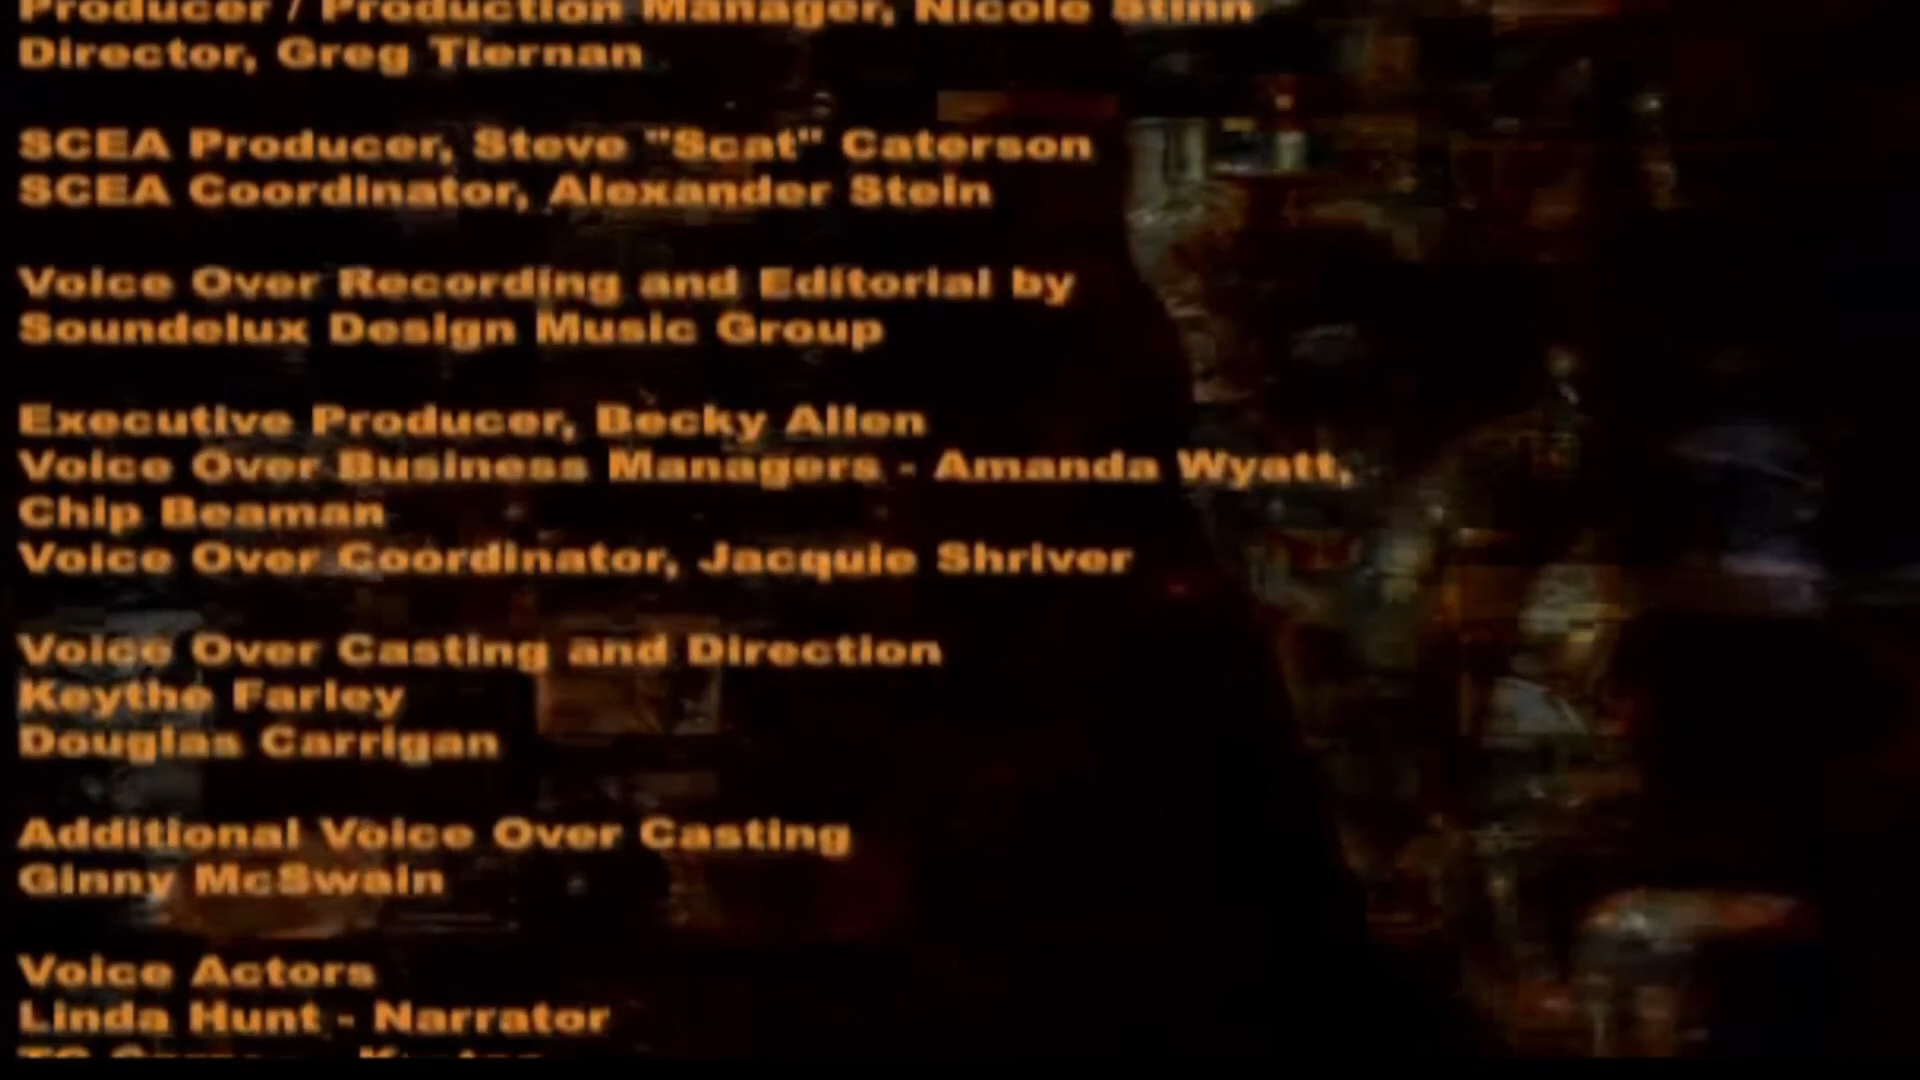 Producer / Production Manager, Nicole Stinn
Director, Greg Tiernan
SCEA Producer, Steve "Scat" Caterson
SCEA Coordinator, Alexander Stein
Voice Over Recording and Editorial by
Soundelux Design Music Group
Executive Producer, Becky Allen
Voice Over Business Managers - Amanda Wyatt,
Chip Beaman
Voice Over Coordinator, Jacquie Shriver
Voice Over Casting and Direction
Keythe Farley
Douglas Carrigan
Additional Voice Over Casting
Ginny McSwain
Voice Actors
Linda Hunt - Narrator